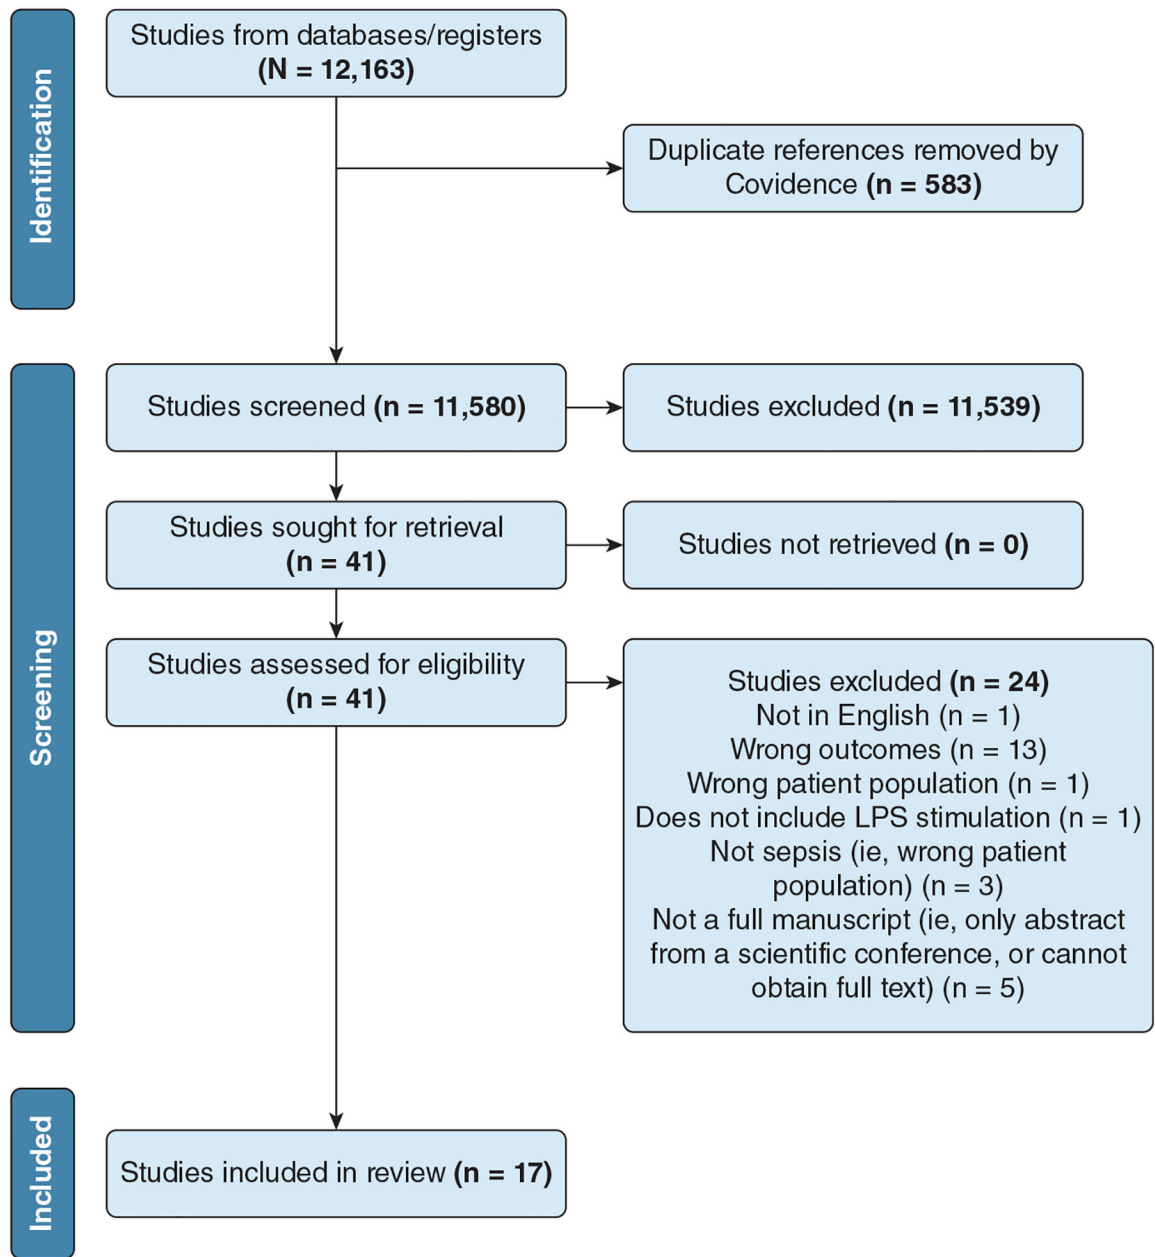 Identification
Studies from databases/registers
(N = 12,163)
Duplicate references removed by
Covidence (n = 583)
Screening
Studies screened (n = 11,580)
Studies excluded (n = 11,539)
Studies sought for retrieval
(n = 41)
Studies not retrieved (n = 0)
Studies assessed for eligibility
(n = 41)
Studies excluded (n = 24)
Not in English (n = 1)
Wrong outcomes (n = 13)
Wrong patient population (n = 1)
Does not include LPS stimulation (n = 1)
Not sepsis (ie, wrong patient
population) (n = 3)
Not a full manuscript (ie, only abstract
from a scientific conference, or cannot
obtain full text) (n = 5)
Included
Studies included in review (n = 17)